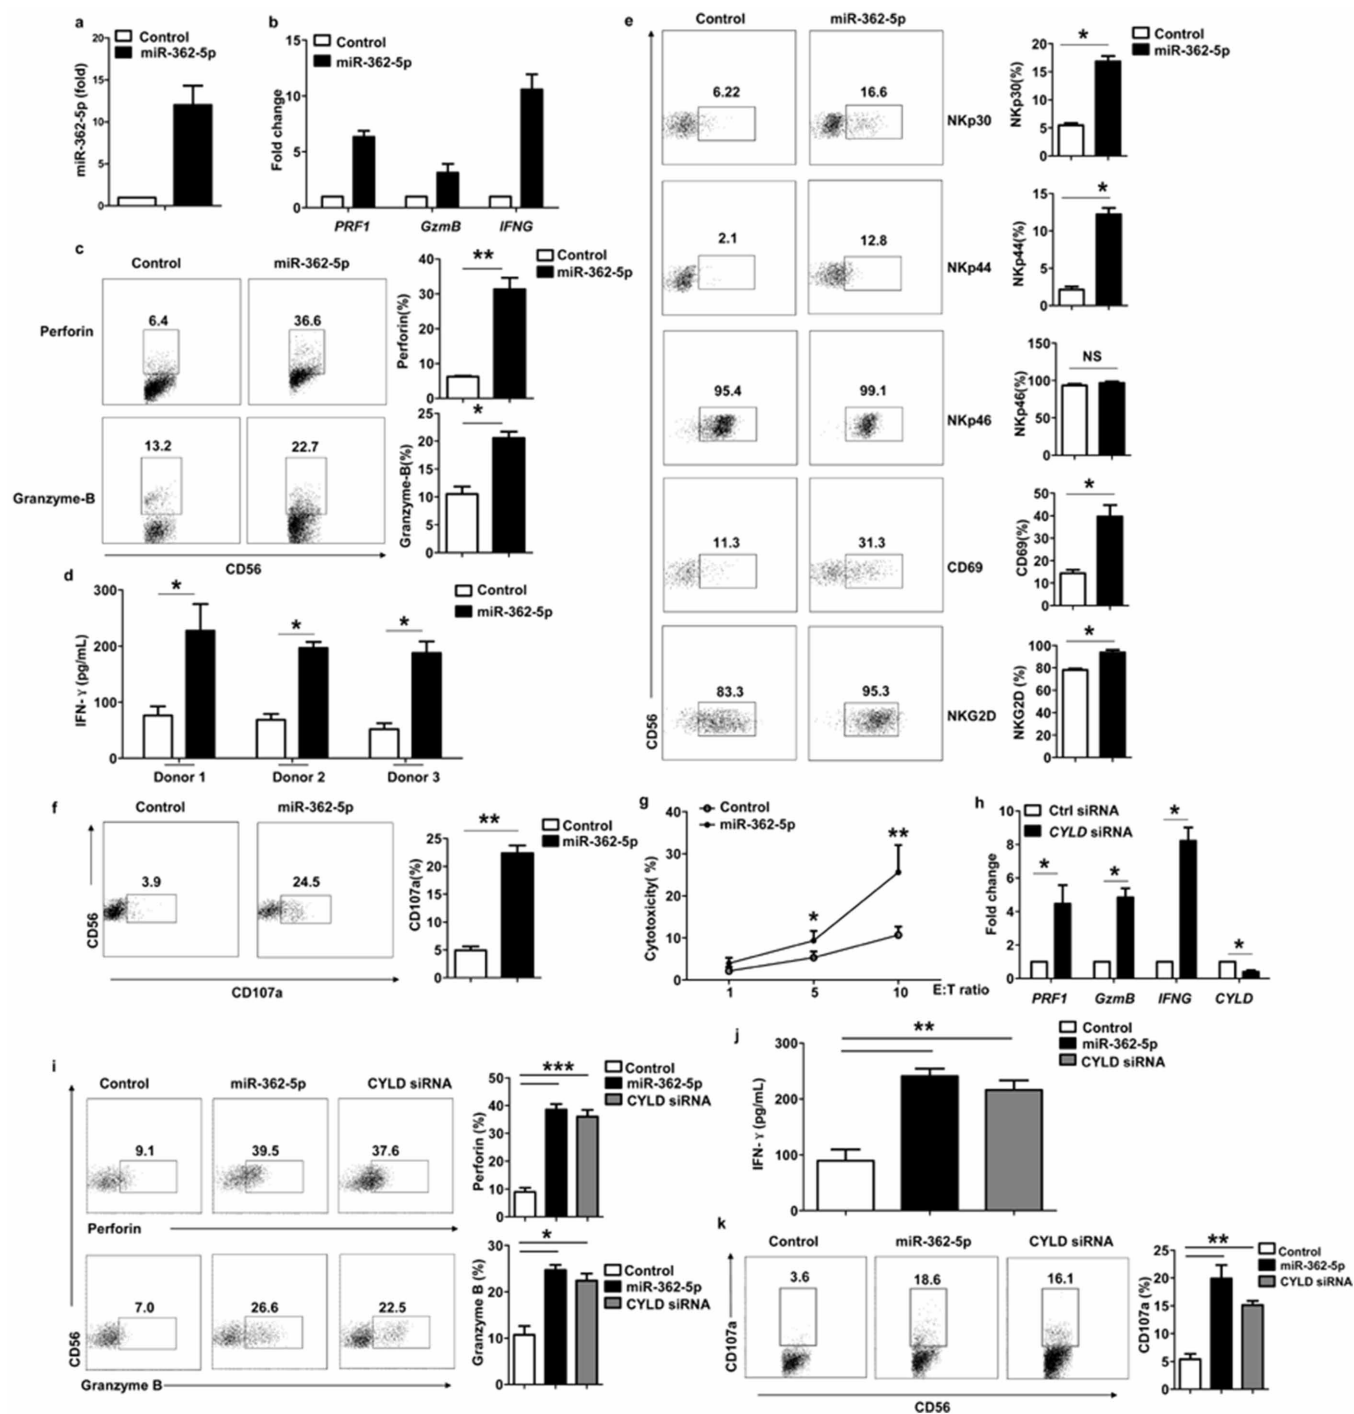 a
20
15
10
5
0
miR-362-5p (fold)
Control
miR-362-5p
b
15
10
5
0
Fold change
Control
miR-362-5p
PRF1 GzmB IFNG
c
Control miR-362-5p
Perforin
6.4 36.6
Granzyme-B
13.2 22.7
CD56
40
30
20
10
0
Perforin(%)
**
Control
miR-362-5p
25
20
15
10
5
0
Granzyme-B(%)
*
d
300
200
100
0
IFN-γ (pg/mL)
* * *
Control
miR-362-5p
Donor 1 Donor 2 Donor 3
e
Control miR-362-5p
6.22 16.6
NKp30
2.1 12.8
NKp44
95.4 99.1
NKp46
11.3 31.3
CD69
83.3 95.3
NKG2D
CD56
Control
miR-362-5p
20
15
10
5
0
NKp30(%)
*
15
10
5
0
NKp44(%)
*
150
100
50
0
NKp46(%)
NS
50
40
30
20
10
0
CD69(%)
*
100
80
60
40
20
0
NKG2D (%)
*
f
Control miR-362-5p
3.9 24.5
CD56
CD107a
25
20
15
10
5
0
CD107a(%)
**
Control
miR-362-5p
g
40
30
20
10
0
Cytotoxicity( %)
Control
miR-362-5p
* **
1 5 10 E:T ratio
h
10
8
6
4
2
0
Fold change
Ctrl siRNA
CYLD siRNA
* * * *
PRF1 GzmB IFNG CYLD
i
Control miR-362-5p CYLD siRNA
9.1 39.5 37.6
Perforin
7.0 26.6 22.5
CD56
Granzyme B
50
40
30
20
10
0
Perforin (%)
***
Control
miR-362-5p
CYLD siRNA
30
20
10
0
Granzyme B (%)
*
Control
miR-362-5p
CYLD siRNA
j
300
200
100
0
IFN-γ (pg/mL)
**
Control
miR-362-5p
CYLD siRNA
k
Control miR-362-5p CYLD siRNA
3.6 18.6 16.1
CD107a
CD56
25
20
15
10
5
0
CD107a (%)
**
Control
miR-362-5p
CYLD siRNA